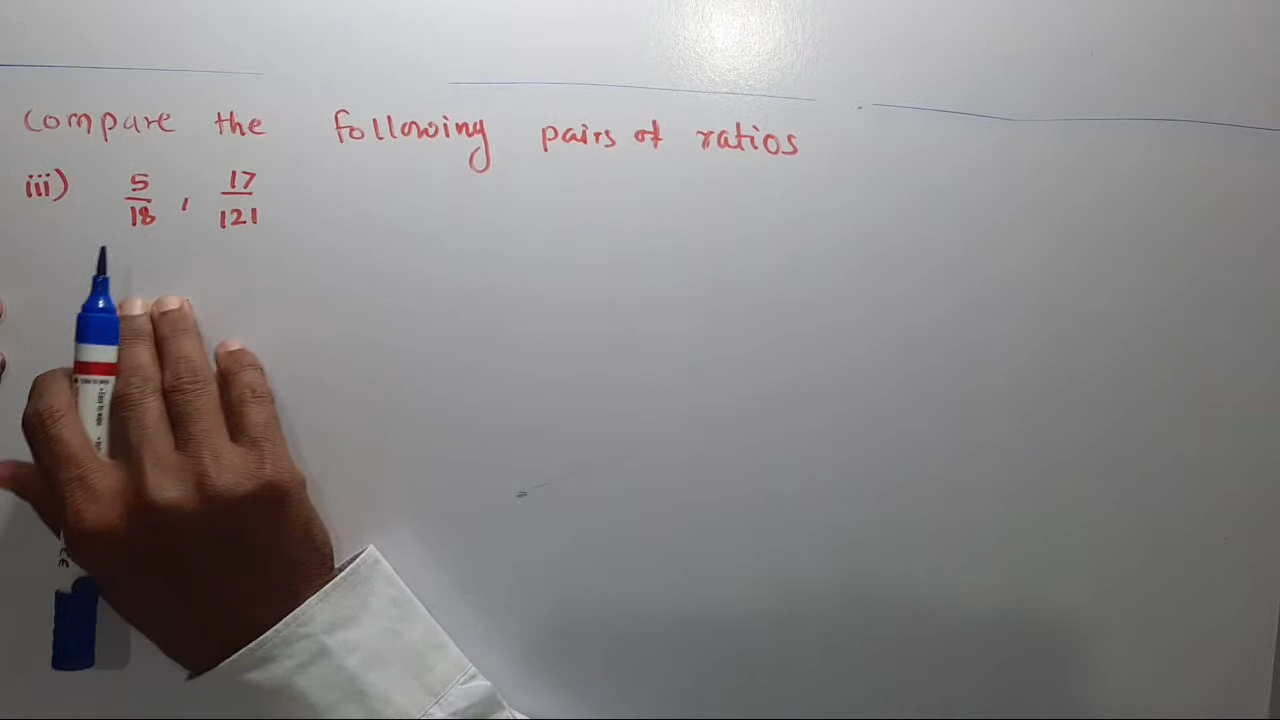 compare the following pairs of ratios
iii) 5/18 , 17/121